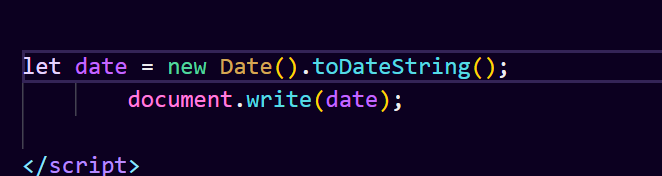 let date = new Date().toDateString();
document.write(date);
</script>